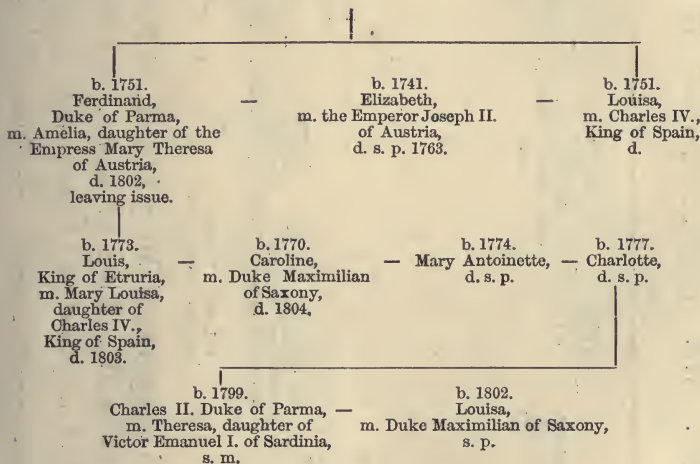 b. 1751.
Ferdinand,
Duke of Parma,
m. Amelia, daughter of the
Empress Mary Theresa
of Austria,
d. 1802,
leaving issue.
—
b. 1741.
Elizabeth,
m. the Emperor Joseph II.
of Austria,
d. s. p. 1763.
—
b. 1751.
Louisa,
m. Charles IV.,
King of Spain,
d.
b. 1773.
Louis,
King of Etruria,
m. Mary Louisa,
daughter of
Charles IV.,
King of Spain,
d. 1803.
—
b. 1770.
Caroline,
m. Duke Maximilian
of Saxony,
d. 1804.
—
b. 1774.
Mary Antoinette,
d. s. p.
—
b. 1777.
Charlotte,
d. s. p.
b. 1799.
Charles II. Duke of Parma,
m. Theresa, daughter of
Victor Emanuel I. of Sardinia,
s. m.
—
b. 1802.
Louisa,
m. Duke Maximilian of Saxony,
s. p.